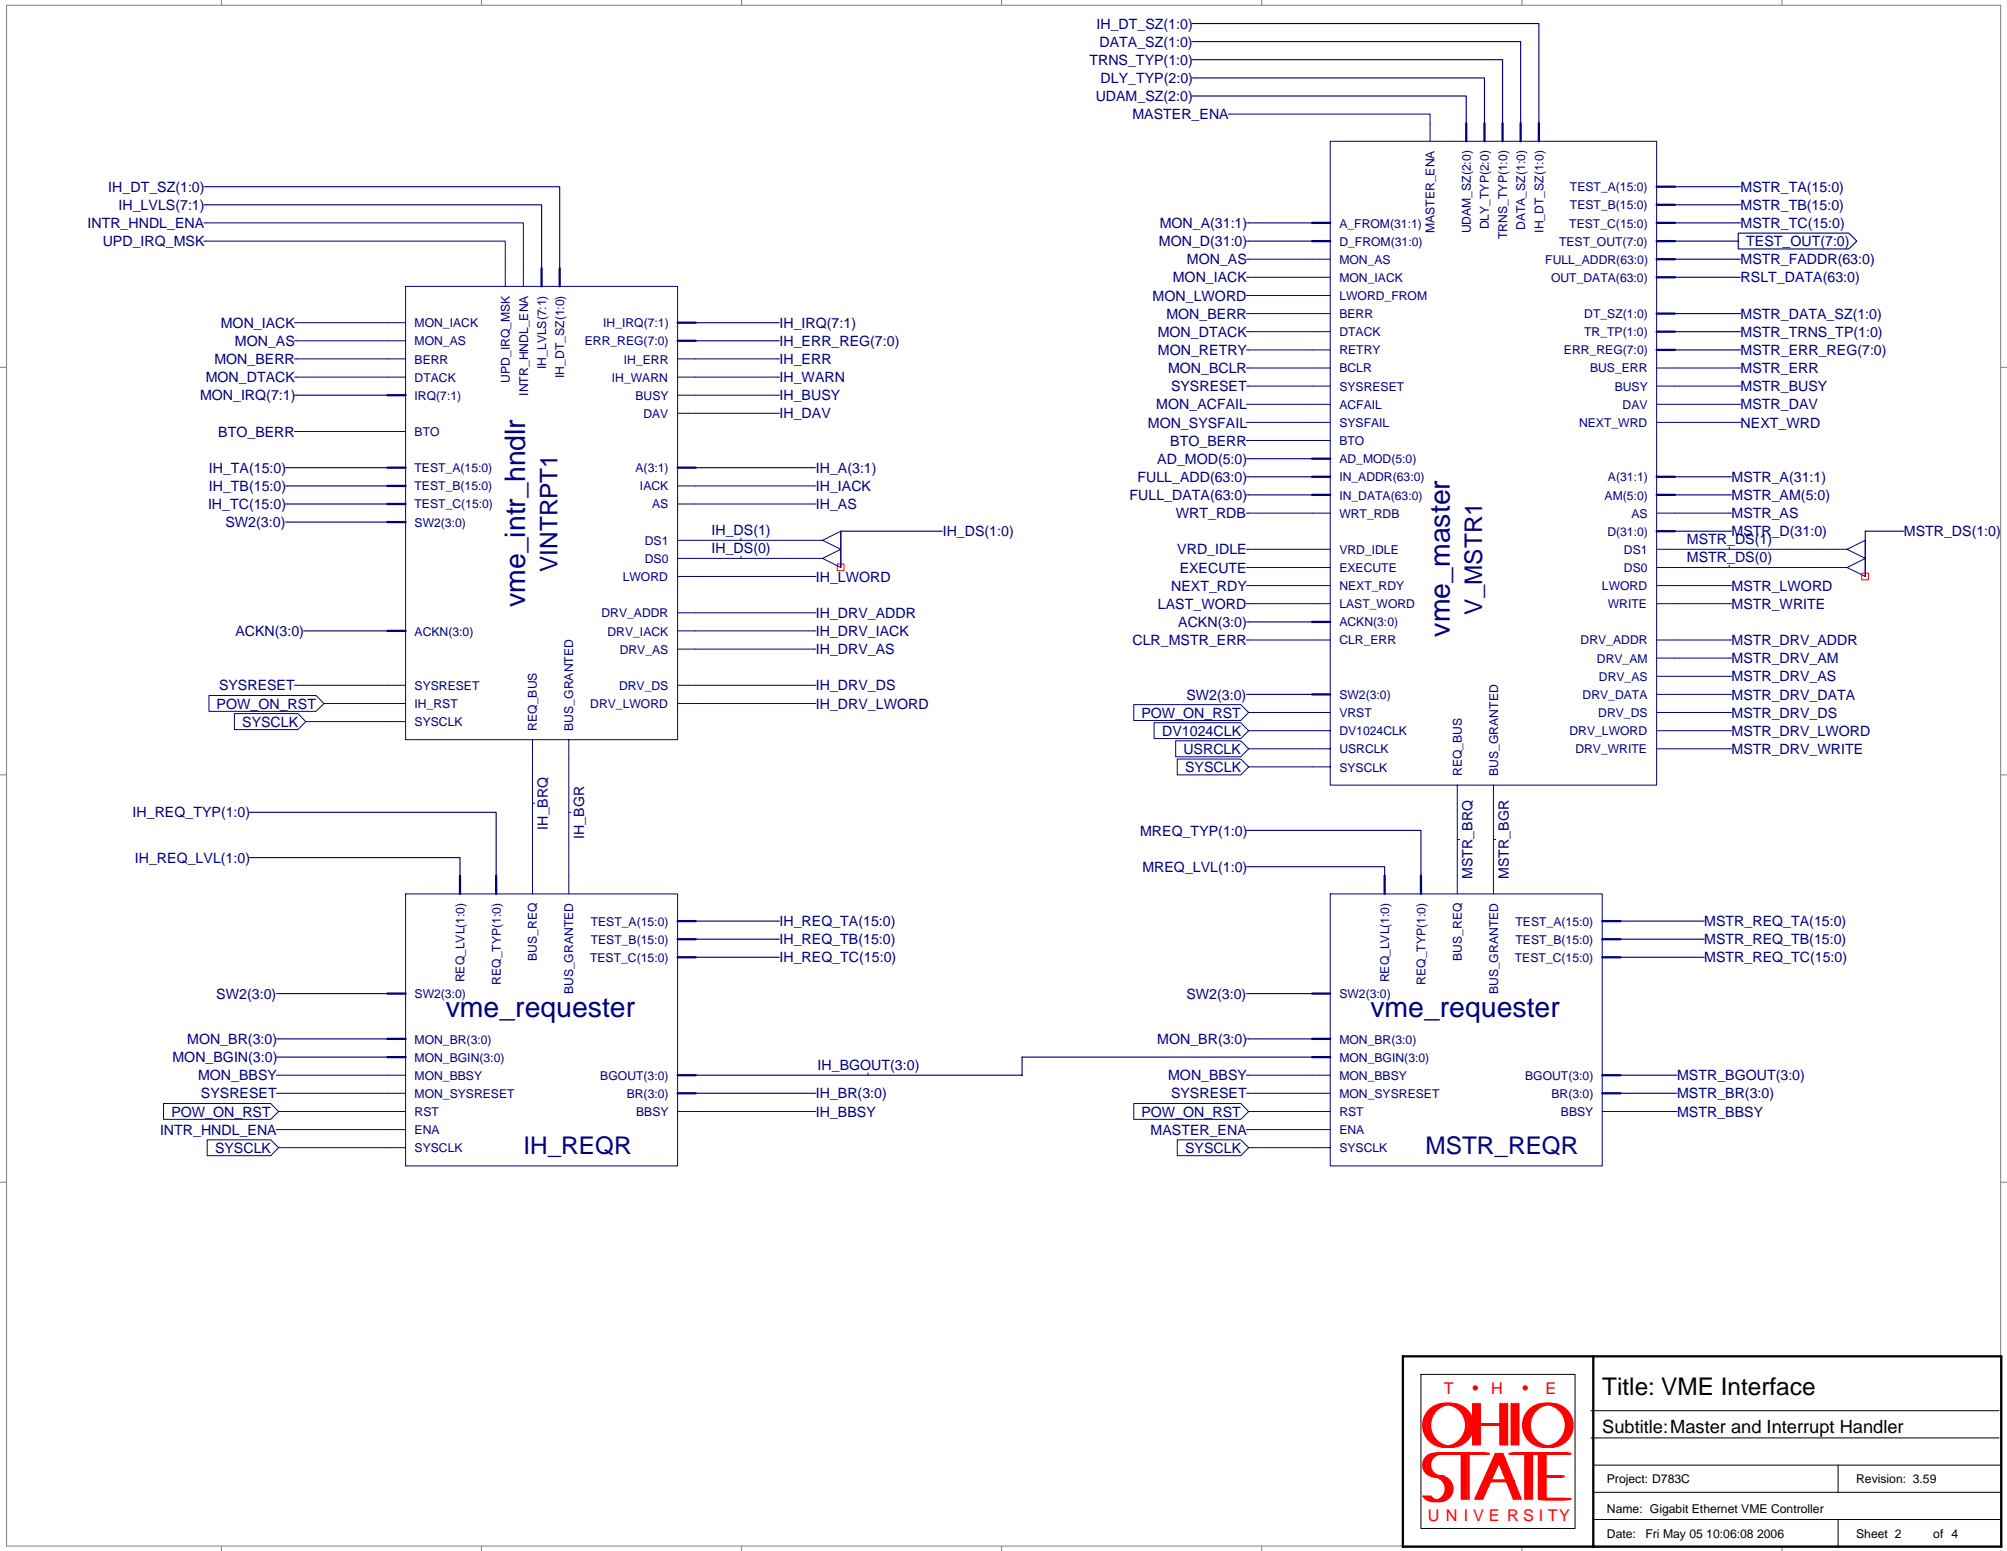 IH_DT_SZ(1:0)
DATA_SZ(1:0)
TRNS_TYP(1:0)
DLY_TYP(2:0)
UDAM_SZ(2:0)
MASTER_ENA
IH_DT_SZ(1:0)
IH_LVLS(7:1)
INTR_HNDL_ENA
UPD_IRQ_MSK
UPD_IRQ_MSK
INTR_HNDL_ENA
IH_LVLS(7:1)
IH_DT_SZ(1:0)
MON_IACK MON_IACK IH_IRQ(7:1) IH_IRQ(7:1)
MON_AS MON_AS ERR_REG(7:0) IH_ERR_REG(7:0)
MON_BERR BERR IH_ERR IH_ERR
MON_DTACK DTACK IH_WARN IH_WARN
MON_IRQ(7:1) IRQ(7:1) BUSY IH_BUSY
DAV IH_DAV
BTO_BERR BTO
IH_TA(15:0) TEST_A(15:0) A(3:1) IH_A(3:1)
IH_TB(15:0) TEST_B(15:0) IACK IH_IACK
IH_TC(15:0) TEST_C(15:0) AS IH_AS
SW2(3:0) SW2(3:0)
vme_intr_hndlr
VINTRPT1
DS1 IH_DS(1) IH_DS(1:0)
DS0 IH_DS(0)
LWORD IH_LWORD
DRV_ADDR IH_DRV_ADDR
ACKN(3:0) ACKN(3:0) DRV_IACK IH_DRV_IACK
DRV_AS IH_DRV_AS
SYSRESET SYSRESET DRV_DS IH_DRV_DS
POW_ON_RST IH_RST DRV_LWORD IH_DRV_LWORD
SYSCLK SYSCLK
REQ_BUS
BUS_GRANTED
IH_BRQ
IH_BGR
IH_REQ_TYP(1:0)
IH_REQ_LVL(1:0)
REQ_LVL(1:0)
REQ_TYP(1:0)
BUS_REQ
BUS_GRANTED
TEST_A(15:0) IH_REQ_TA(15:0)
TEST_B(15:0) IH_REQ_TB(15:0)
TEST_C(15:0) IH_REQ_TC(15:0)
SW2(3:0) SW2(3:0)
vme_requester
MON_BR(3:0) MON_BR(3:0)
MON_BGIN(3:0) MON_BGIN(3:0)
MON_BBSY MON_BBSY BGOUT(3:0) IH_BGOUT(3:0)
SYSRESET MON_SYSRESET BR(3:0) IH_BR(3:0)
POW_ON_RST RST BBSY IH_BBSY
INTR_HNDL_ENA ENA
SYSCLK SYSCLK
IH_REQR
MASTER_ENA
UDAM_SZ(2:0)
DLY_TYP(2:0)
TRNS_TYP(1:0)
DATA_SZ(1:0)
IH_DT_SZ(1:0)
TEST_A(15:0) MSTR_TA(15:0)
TEST_B(15:0) MSTR_TB(15:0)
MON_A(31:1) A_FROM(31:1) TEST_C(15:0) MSTR_TC(15:0)
MON_D(31:0) D_FROM(31:0) TEST_OUT(7:0) TEST_OUT(7:0)
MON_AS MON_AS FULL_ADDR(63:0) MSTR_FADDR(63:0)
MON_IACK MON_IACK OUT_DATA(63:0) RSLT_DATA(63:0)
MON_LWORD LWORD_FROM
MON_BERR BERR DT_SZ(1:0) MSTR_DATA_SZ(1:0)
MON_DTACK DTACK TR_TP(1:0) MSTR_TRNS_TP(1:0)
MON_RETRY RETRY ERR_REG(7:0) MSTR_ERR_REG(7:0)
MON_BCLR BCLR BUS_ERR MSTR_ERR
SYSRESET SYSRESET BUSY MSTR_BUSY
MON_ACFAIL ACFAIL DAV MSTR_DAV
MON_SYSFAIL SYSFAIL NEXT_WRD NEXT_WRD
BTO_BERR BTO
AD_MOD(5:0) AD_MOD(5:0)
FULL_ADD(63:0) IN_ADDR(63:0) A(31:1) MSTR_A(31:1)
FULL_DATA(63:0) IN_DATA(63:0) AM(5:0) MSTR_AM(5:0)
WRT_RDB WRT_RDB AS MSTR_AS
vme_master
V_MSTR1
D(31:0) MSTR_D(31:0)
VRD_IDLE VRD_IDLE DS1 MSTR_DS(1) MSTR_DS(1:0)
EXECUTE EXECUTE DS0 MSTR_DS(0)
NEXT_RDY NEXT_RDY LWORD MSTR_LWORD
LAST_WORD LAST_WORD WRITE MSTR_WRITE
ACKN(3:0) ACKN(3:0)
CLR_MSTR_ERR CLR_ERR DRV_ADDR MSTR_DRV_ADDR
DRV_AM MSTR_DRV_AM
DRV_AS MSTR_DRV_AS
SW2(3:0) SW2(3:0) DRV_DATA MSTR_DRV_DATA
POW_ON_RST VRST DRV_DS MSTR_DRV_DS
DV1024CLK DV1024CLK DRV_LWORD MSTR_DRV_LWORD
USRCLK USRCLK DRV_WRITE MSTR_DRV_WRITE
SYSCLK SYSCLK
REQ_BUS
BUS_GRANTED
MSTR_BRQ
MSTR_BGR
MREQ_TYP(1:0)
MREQ_LVL(1:0)
REQ_LVL(1:0)
REQ_TYP(1:0)
BUS_REQ
BUS_GRANTED
TEST_A(15:0) MSTR_REQ_TA(15:0)
TEST_B(15:0) MSTR_REQ_TB(15:0)
TEST_C(15:0) MSTR_REQ_TC(15:0)
SW2(3:0) SW2(3:0)
vme_requester
MON_BR(3:0) MON_BR(3:0)
MON_BGIN(3:0)
MON_BBSY MON_BBSY BGOUT(3:0) MSTR_BGOUT(3:0)
SYSRESET MON_SYSRESET BR(3:0) MSTR_BR(3:0)
POW_ON_RST RST BBSY MSTR_BBSY
MASTER_ENA ENA
SYSCLK SYSCLK
MSTR_REQR
T • H • E
OHIO
STATE
UNIVERSITY
Title: VME Interface
Subtitle: Master and Interrupt Handler
Project: D783C Revision: 3.59
Name: Gigabit Ethernet VME Controller
Date: Fri May 05 10:06:08 2006 Sheet 2 of 4